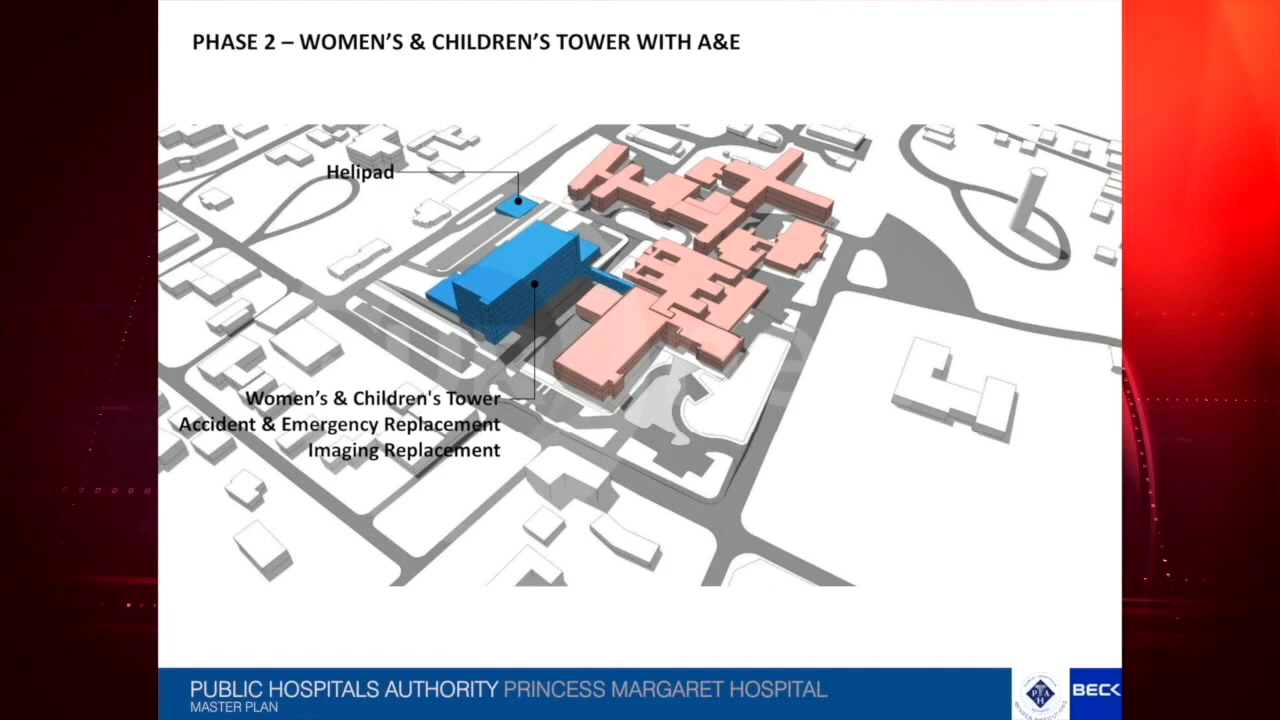 PHASE 2 – WOMEN'S & CHILDREN'S TOWER WITH A&E
Helipad
Women's & Children's Tower
Accident & Emergency Replacement
Imaging Replacement
PUBLIC HOSPITALS AUTHORITY PRINCESS MARGARET HOSPITAL
MASTER PLAN
PHA
BECK